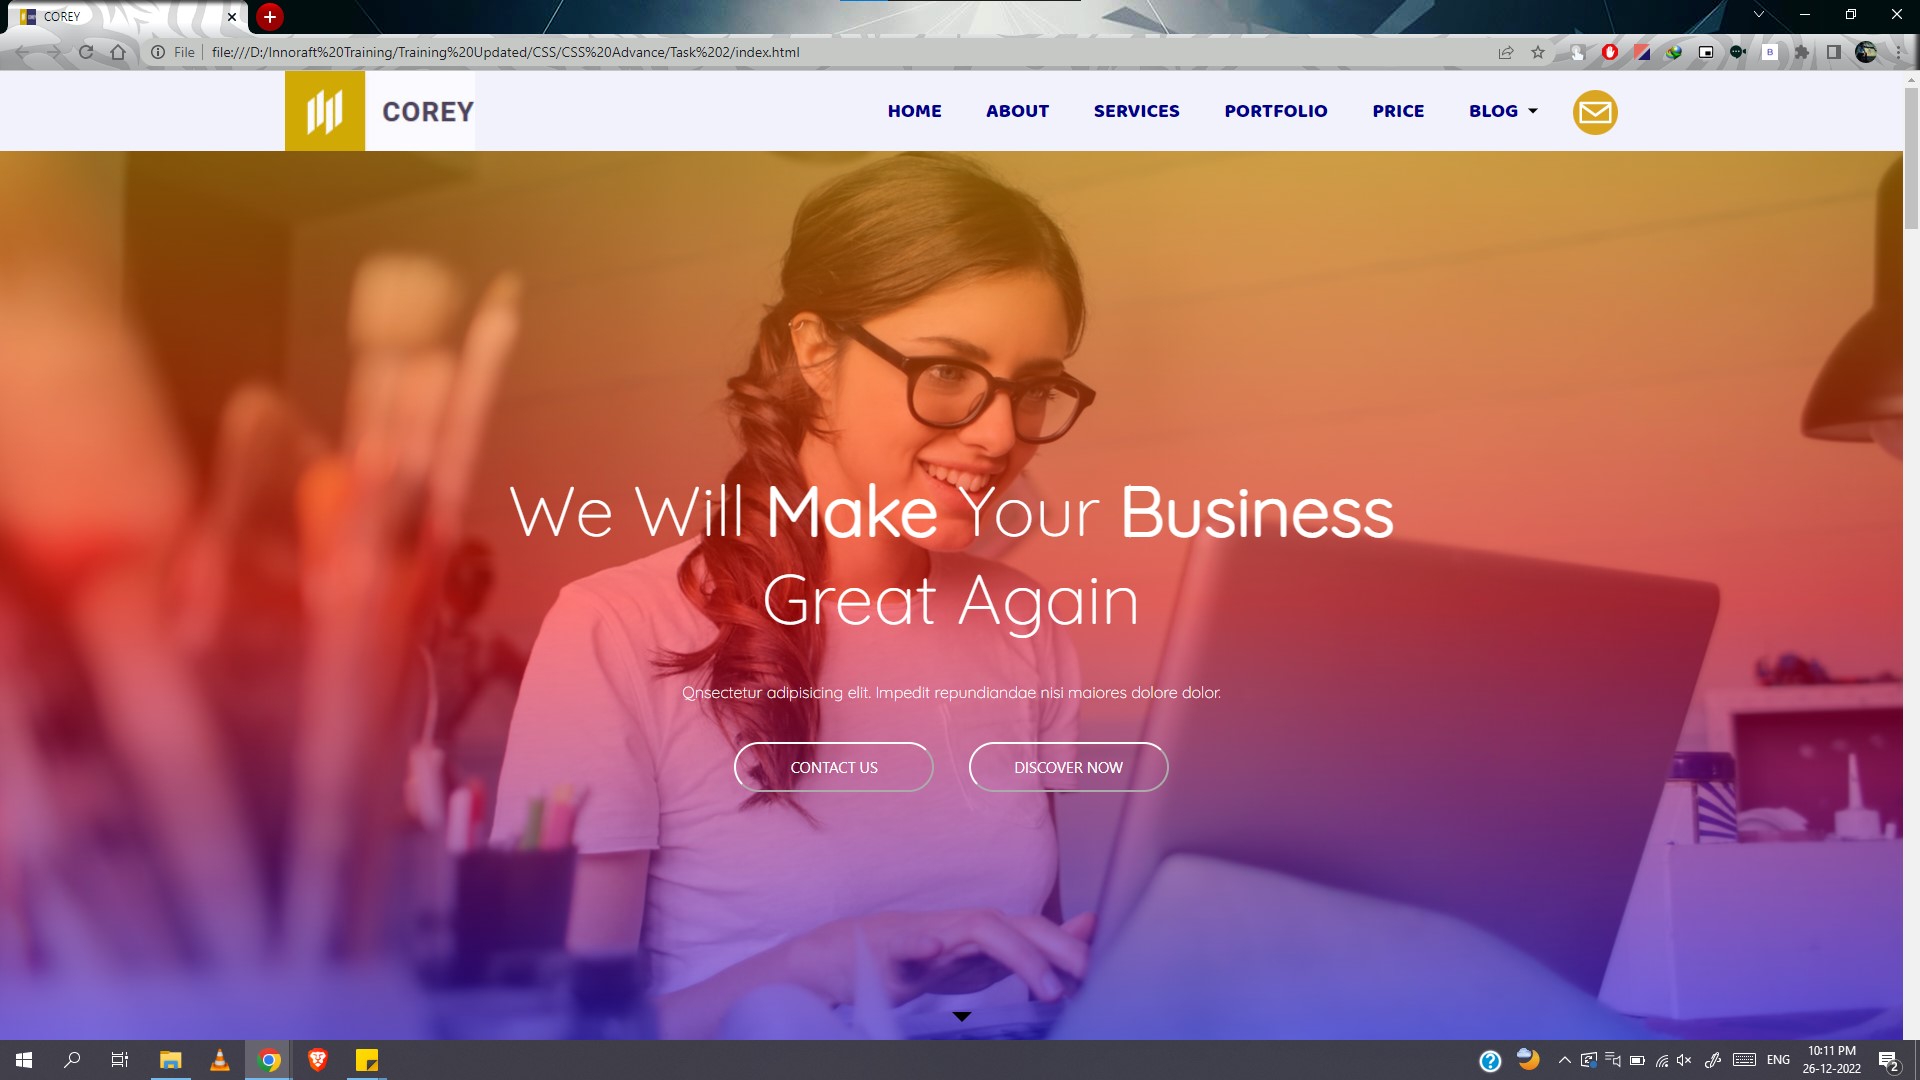 COREY
File
file:///D:/Innoraft%20Training/Training%20Updated/CSS/CSS%20Advance/Task%202/index.html
B
COREY
HOME ABOUT SERVICES PORTFOLIO PRICE BLOG
We Will Make Your Business
Great Again
Qnsectetur adipisicing elit. Impedit repundiandae nisi maiores dolore dolor.
CONTACT US DISCOVER NOW
ENG
10:11 PM
26-12-2022
2